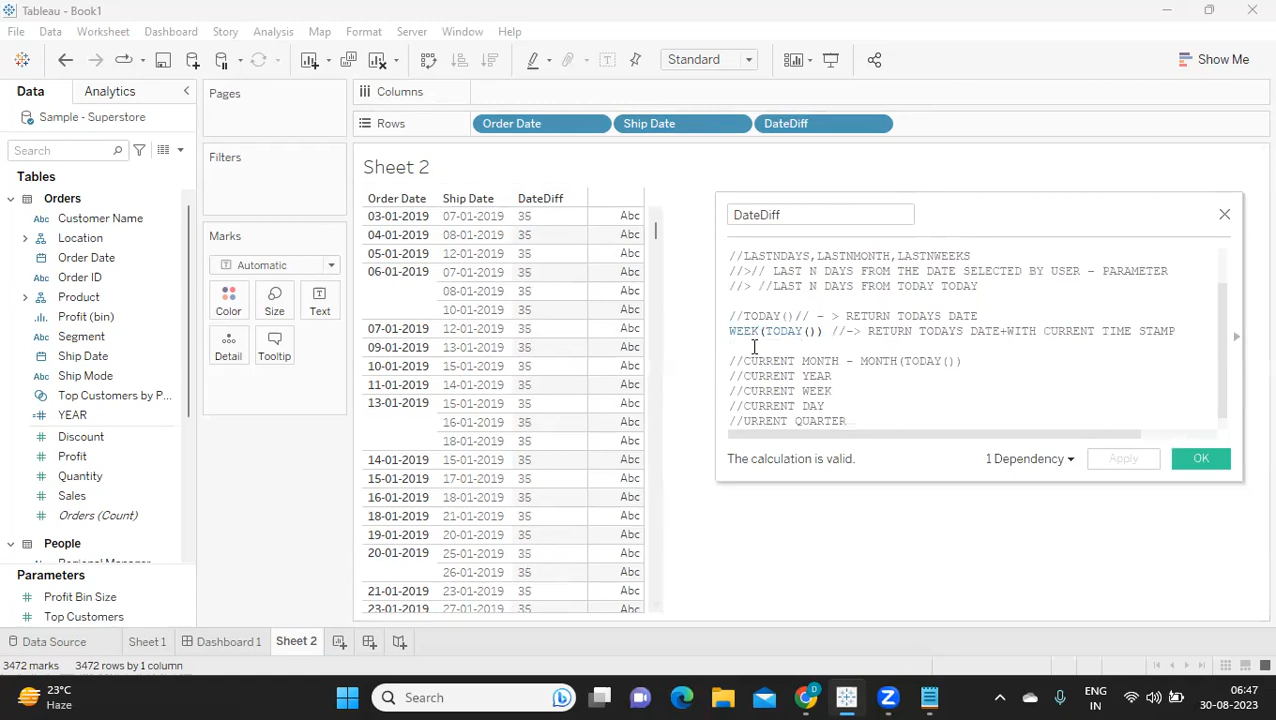 Tableau - Book1
File Data Worksheet Dashboard Story Analysis Map Format Server Window Help
Standard
Show Me
Data Analytics
Sample - Superstore
Search
Tables
Orders
Abc Customer Name
Location
Order Date
Abc Order ID
Product
Profit (bin)
Abc Segment
Ship Date
Abc Ship Mode
Top Customers by P...
YEAR
Discount
Profit
Quantity
Sales
Orders (Count)
People
Parameters
Profit Bin Size
Top Customers
Pages
Filters
Marks
Automatic
Color Size Text
Detail Tooltip
Columns
Rows Order Date Ship Date DateDiff
Sheet 2
Order Date Ship Date DateDiff
03-01-2019 07-01-2019 35 Abc
04-01-2019 08-01-2019 35 Abc
05-01-2019 12-01-2019 35 Abc
06-01-2019 07-01-2019 35 Abc
08-01-2019 35 Abc
10-01-2019 35 Abc
07-01-2019 12-01-2019 35 Abc
09-01-2019 13-01-2019 35 Abc
10-01-2019 15-01-2019 35 Abc
11-01-2019 14-01-2019 35 Abc
13-01-2019 15-01-2019 35 Abc
16-01-2019 35 Abc
18-01-2019 35 Abc
14-01-2019 15-01-2019 35 Abc
15-01-2019 17-01-2019 35 Abc
16-01-2019 18-01-2019 35 Abc
18-01-2019 21-01-2019 35 Abc
19-01-2019 20-01-2019 35 Abc
20-01-2019 25-01-2019 35 Abc
26-01-2019 35 Abc
21-01-2019 23-01-2019 35 Abc
23-01-2019 27-01-2019 35 Abc
DateDiff
//LASTNDAYS,LASTNMONTH,LASTNWEEKS
//>// LAST N DAYS FROM THE DATE SELECTED BY USER - PARAMETER
//> //LAST N DAYS FROM TODAY TODAY
//TODAY()// - > RETURN TODAYS DATE
WEEK(TODAY()) //-> RETURN TODAYS DATE+WITH CURRENT TIME STAMP
//CURRENT MONTH - MONTH(TODAY())
//CURRENT YEAR
//CURRENT WEEK
//CURRENT DAY
//URRENT QUARTER
The calculation is valid.
1 Dependency
Apply
OK
Data Source Sheet 1 Dashboard 1 Sheet 2
3472 marks 3472 rows by 1 column
23°C
Haze
Search
ENG
IN
06:47
30-08-2023